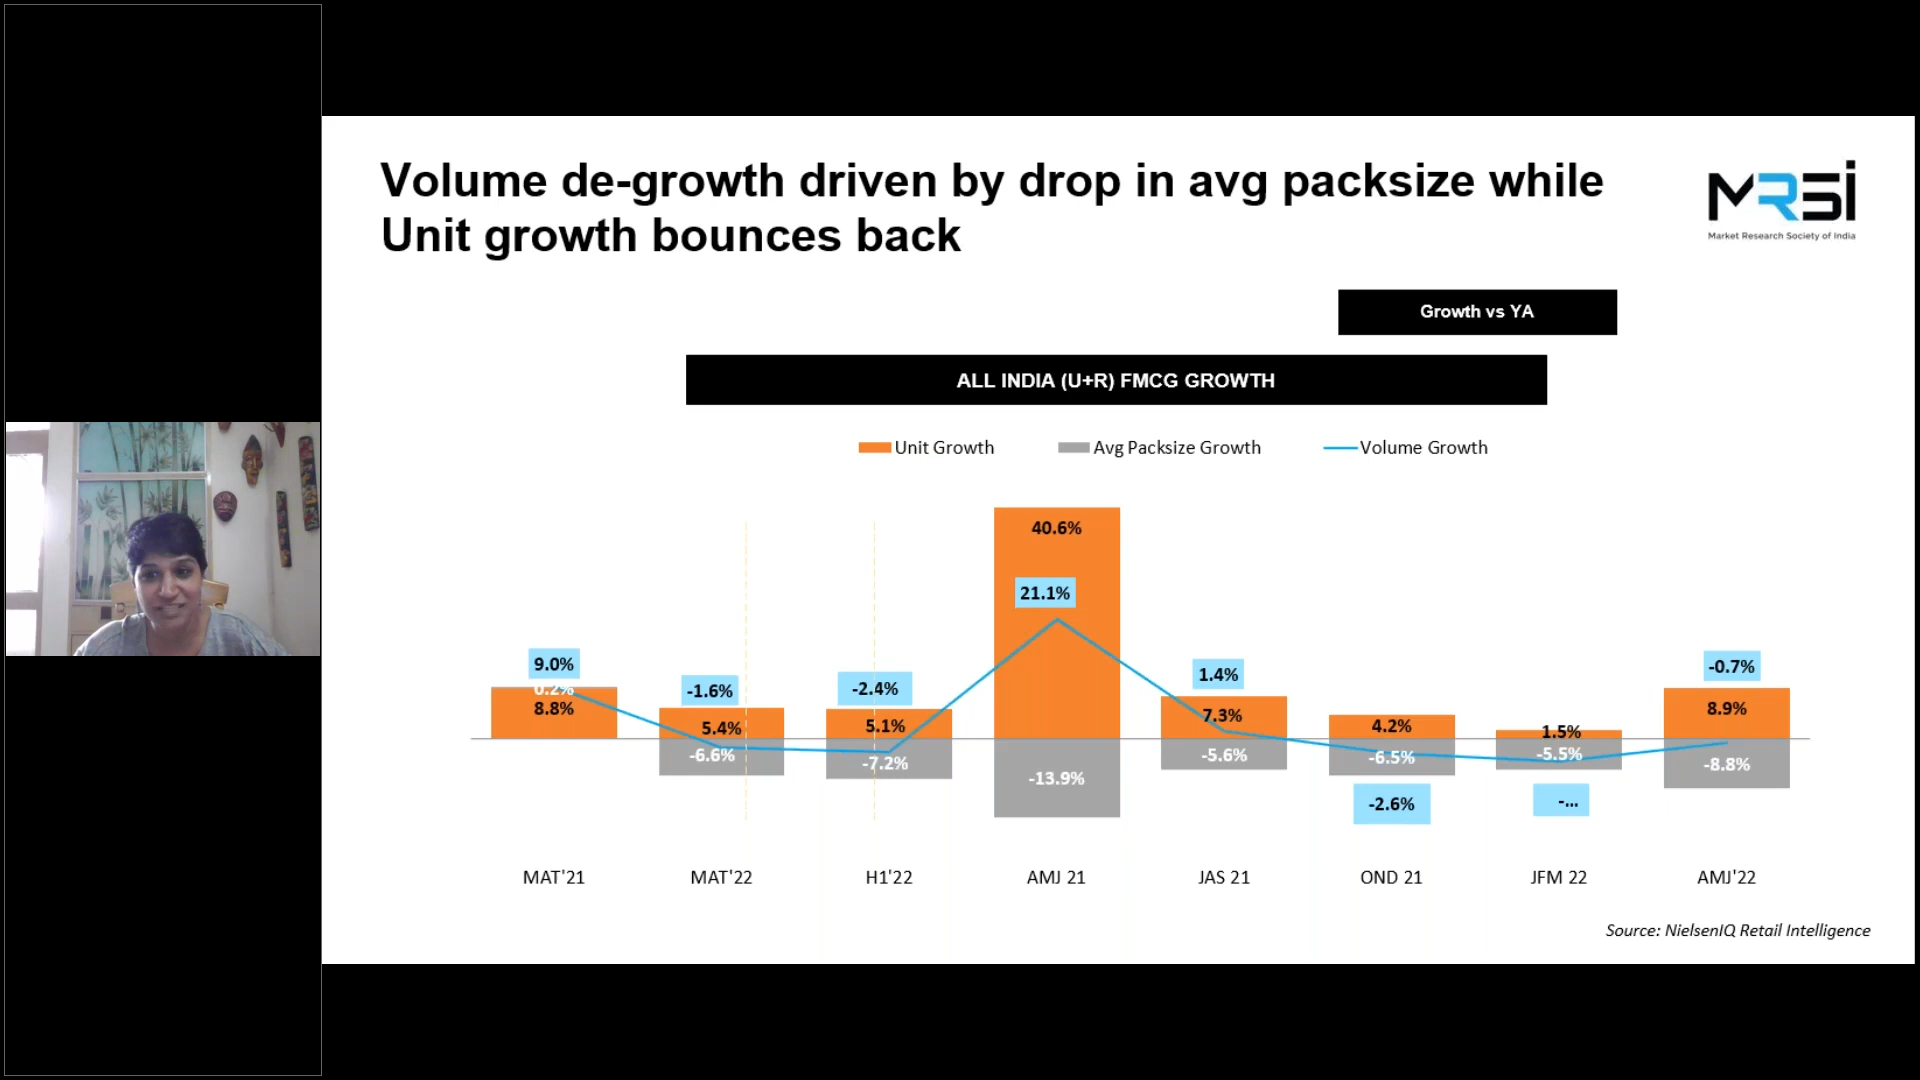 Volume de-growth driven by drop in avg packsize while
Unit growth bounces back
MRSI
Market Research Society of India
Growth vs YA
ALL INDIA (U+R) FMCG GROWTH
Unit Growth Avg Packsize Growth Volume Growth
40.6%
21.1%
9.0% -1.6% -2.4% 1.4% -0.7%
0.2%
8.8% 5.4% 5.1% 7.3% 4.2% 1.5% 8.9%
-6.6% -7.2% -13.9% -5.6% -6.5% -5.5% -8.8%
-2.6% -...
MAT'21 MAT'22 H1'22 AMJ 21 JAS 21 OND 21 JFM 22 AMJ'22
Source: NielsenIQ Retail Intelligence